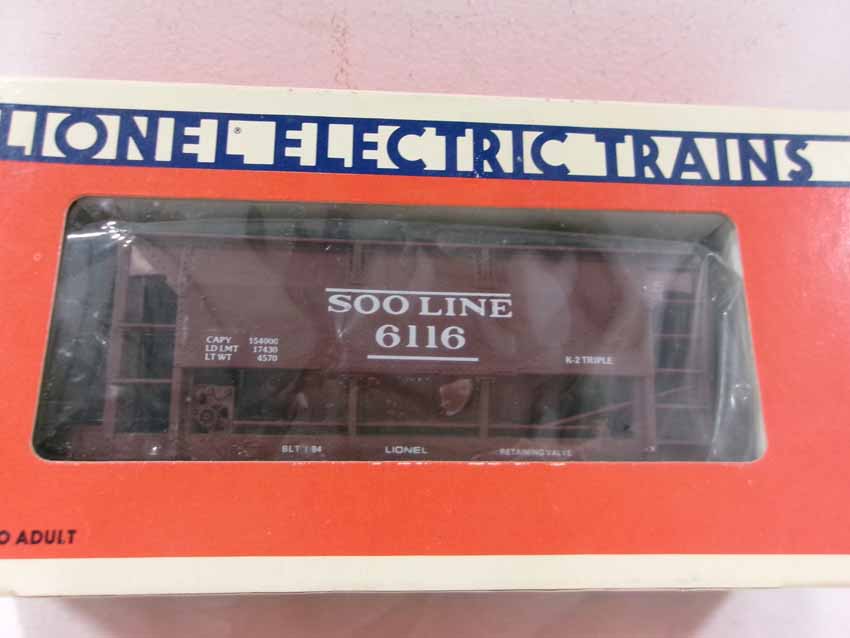 LIONEL® ELECTRIC TRAINS
SOO LINE
6116
CAPY 154000
LD LMT 17430
LT WT 4570
K-2 TRIPLE
BLT 1-84 LIONEL RETAINING VALVE
O ADULT